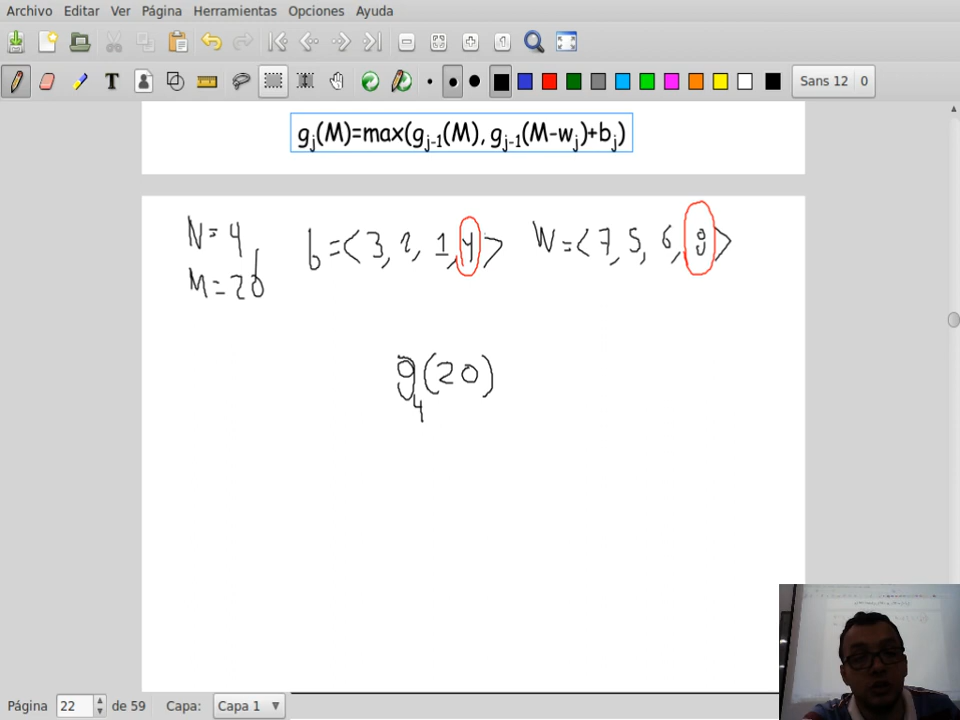 Archivo Editar Ver Página Herramientas Opciones Ayuda
Sans 12 0
gj(M)=max(gj-1(M), gj-1(M-wj)+bj)
N=4,
M=20
b=<3, 2, 1, 4>
W=<7, 5, 6, 9>
g4(20)
Página 22 de 59 Capa: Capa 1